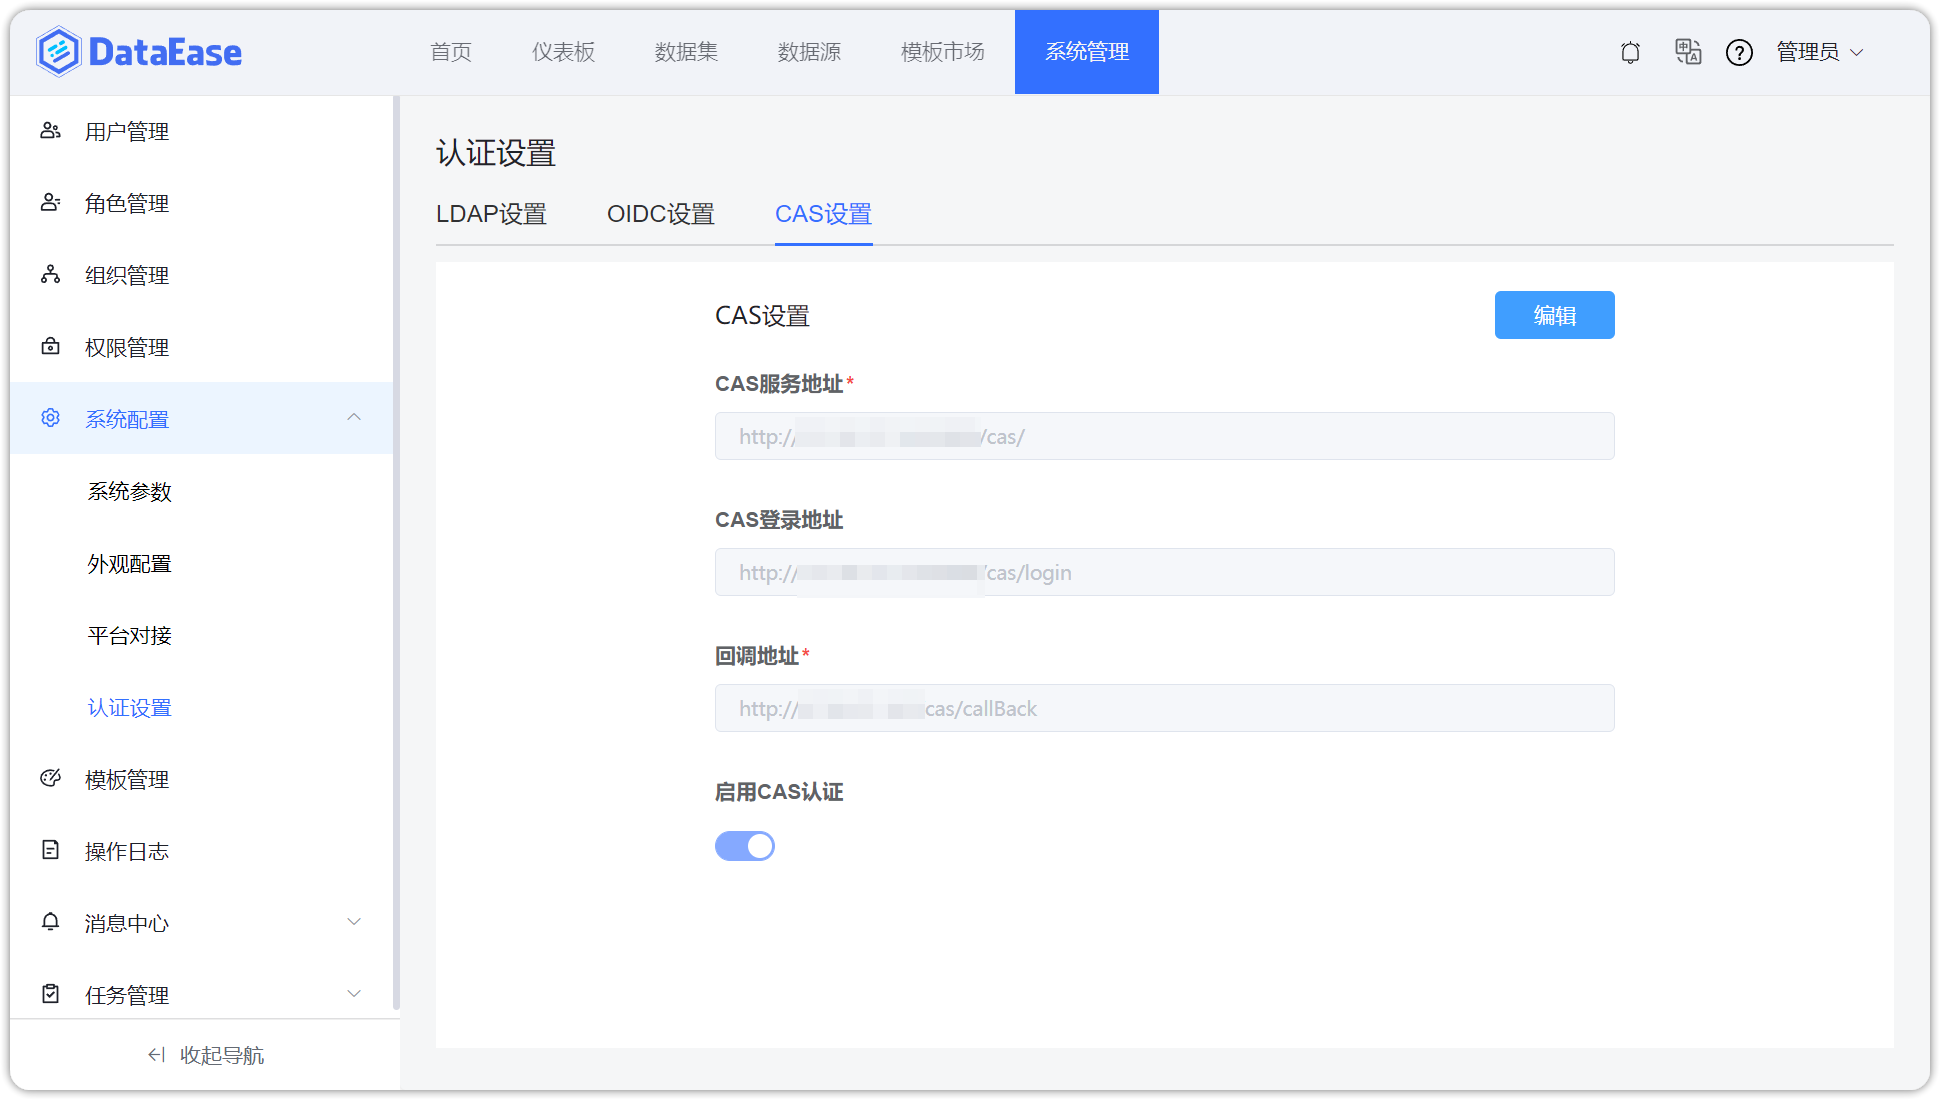 DataEase
首页 仪表板 数据集 数据源 模板市场 系统管理 管理员
用户管理
角色管理
组织管理
权限管理
系统配置
系统参数
外观配置
平台对接
认证设置
模板管理
操作日志
消息中心
任务管理
收起导航
认证设置
LDAP设置 OIDC设置 CAS设置
CAS设置 编辑
CAS服务地址*
http:// /cas/
CAS登录地址
http:// /cas/login
回调地址*
http:// cas/callBack
启用CAS认证